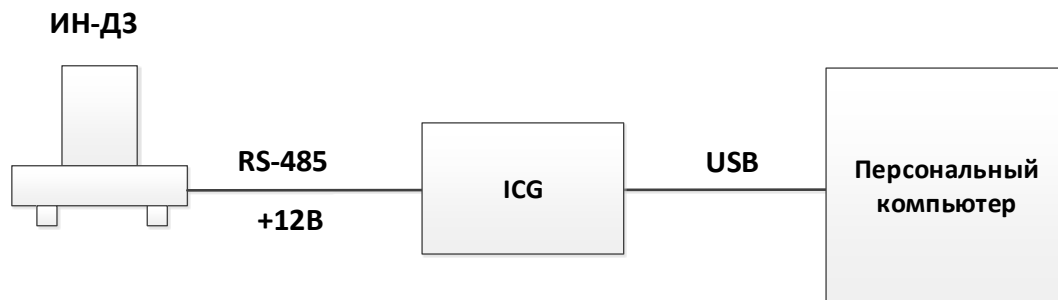 ИН-Д3
RS-485
+12В
ICG
USB
Персональный
компьютер